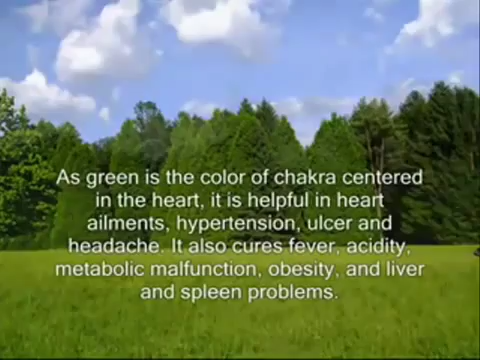 As green is the color of chakra centered
in the heart, it is helpful in heart
ailments, hypertension, ulcer and
headache. It also cures fever, acidity,
metabolic malfunction, obesity, and liver
and spleen problems.